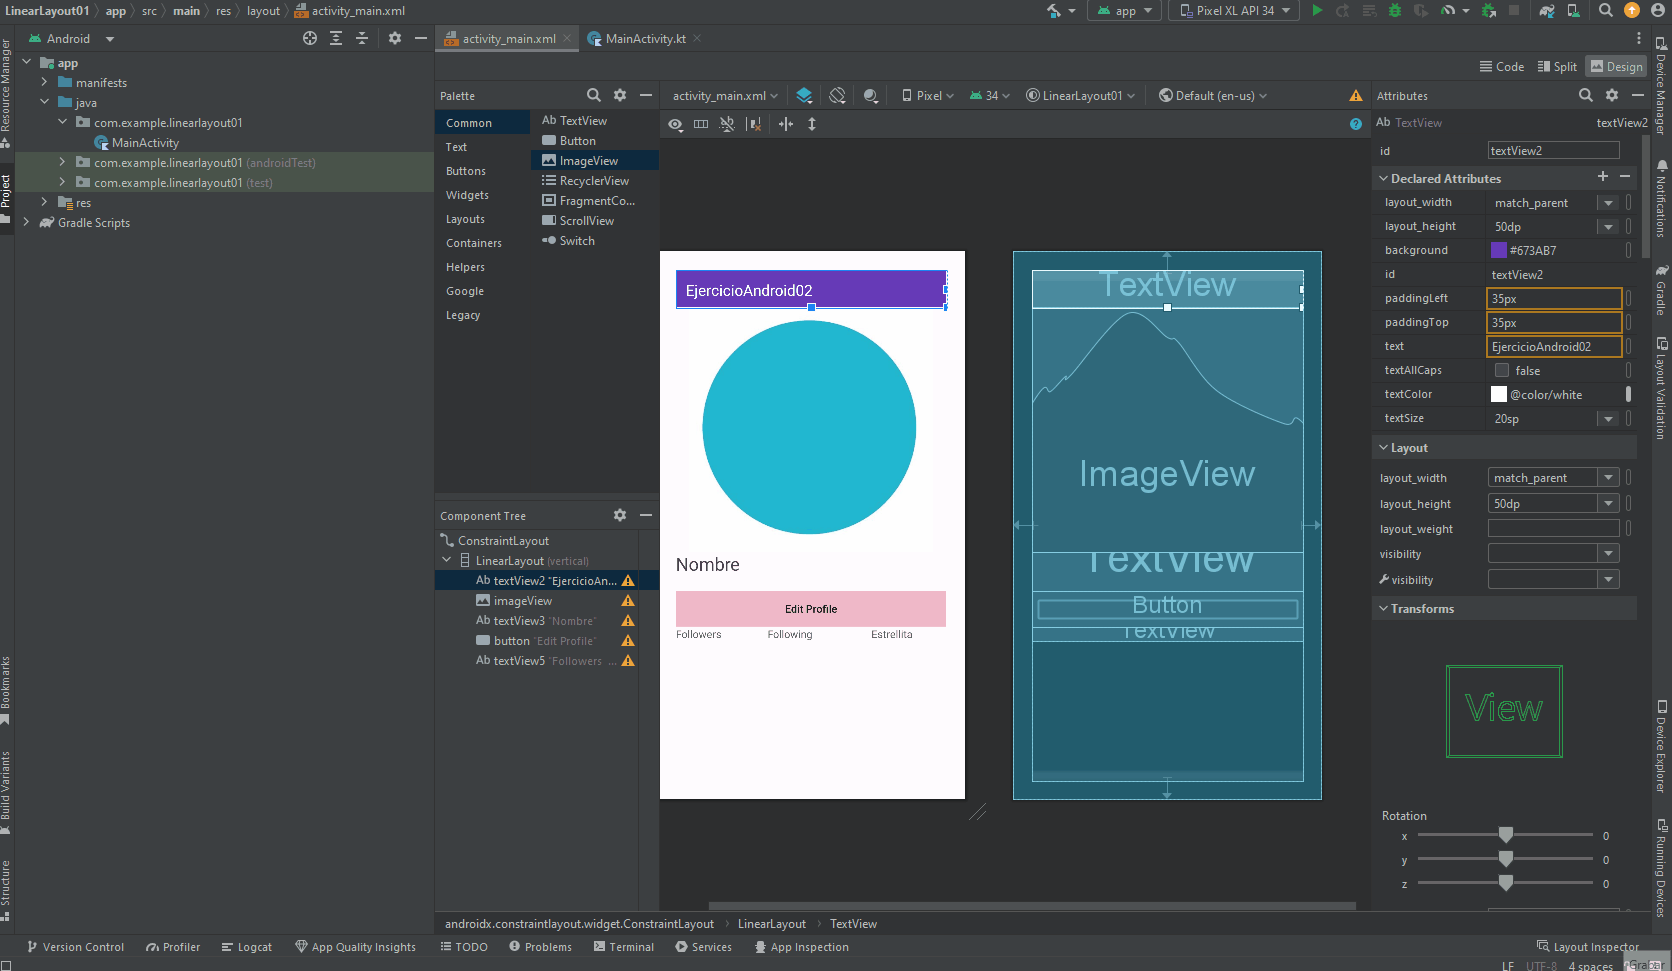 LinearLayout01 app src main res layout activity_main.xml
app Pixel XL API 34
Android
activity_main.xml MainActivity.kt
app
manifests
java
com.example.linearlayout01
MainActivity
com.example.linearlayout01 (androidTest)
com.example.linearlayout01 (test)
res
Gradle Scripts
Resource Manager
Project
Bookmarks
Build Variants
Structure
Code Split Design
Palette
Common
Text
Buttons
Widgets
Layouts
Containers
Helpers
Google
Legacy
Ab TextView
Button
ImageView
RecyclerView
FragmentCo...
ScrollView
Switch
activity_main.xml Pixel 34 LinearLayout01 Default (en-us)
EjercicioAndroid02
Nombre
Edit Profile
Followers Following Estrellita
TextView
ImageView
TextView
Button
TextView
Component Tree
ConstraintLayout
LinearLayout (vertical)
Ab textView2 "EjercicioAn...
imageView
Ab textView3 "Nombre"
button "Edit Profile"
Ab textView5 "Followers ...
Attributes
Ab TextView textView2
id textView2
Declared Attributes
layout_width match_parent
layout_height 50dp
background #673AB7
id textView2
paddingLeft 35px
paddingTop 35px
text EjercicioAndroid02
textAllCaps false
textColor @color/white
textSize 20sp
Layout
layout_width match_parent
layout_height 50dp
layout_weight
visibility
visibility
Transforms
View
Rotation
x 0
y 0
z 0
Device Manager
Notifications
Gradle
Layout Validation
Device Explorer
Running Devices
androidx.constraintlayout.widget.ConstraintLayout LinearLayout TextView
Version Control Profiler Logcat App Quality Insights TODO Problems Terminal Services App Inspection Layout Inspector
LF UTF-8 4 spaces